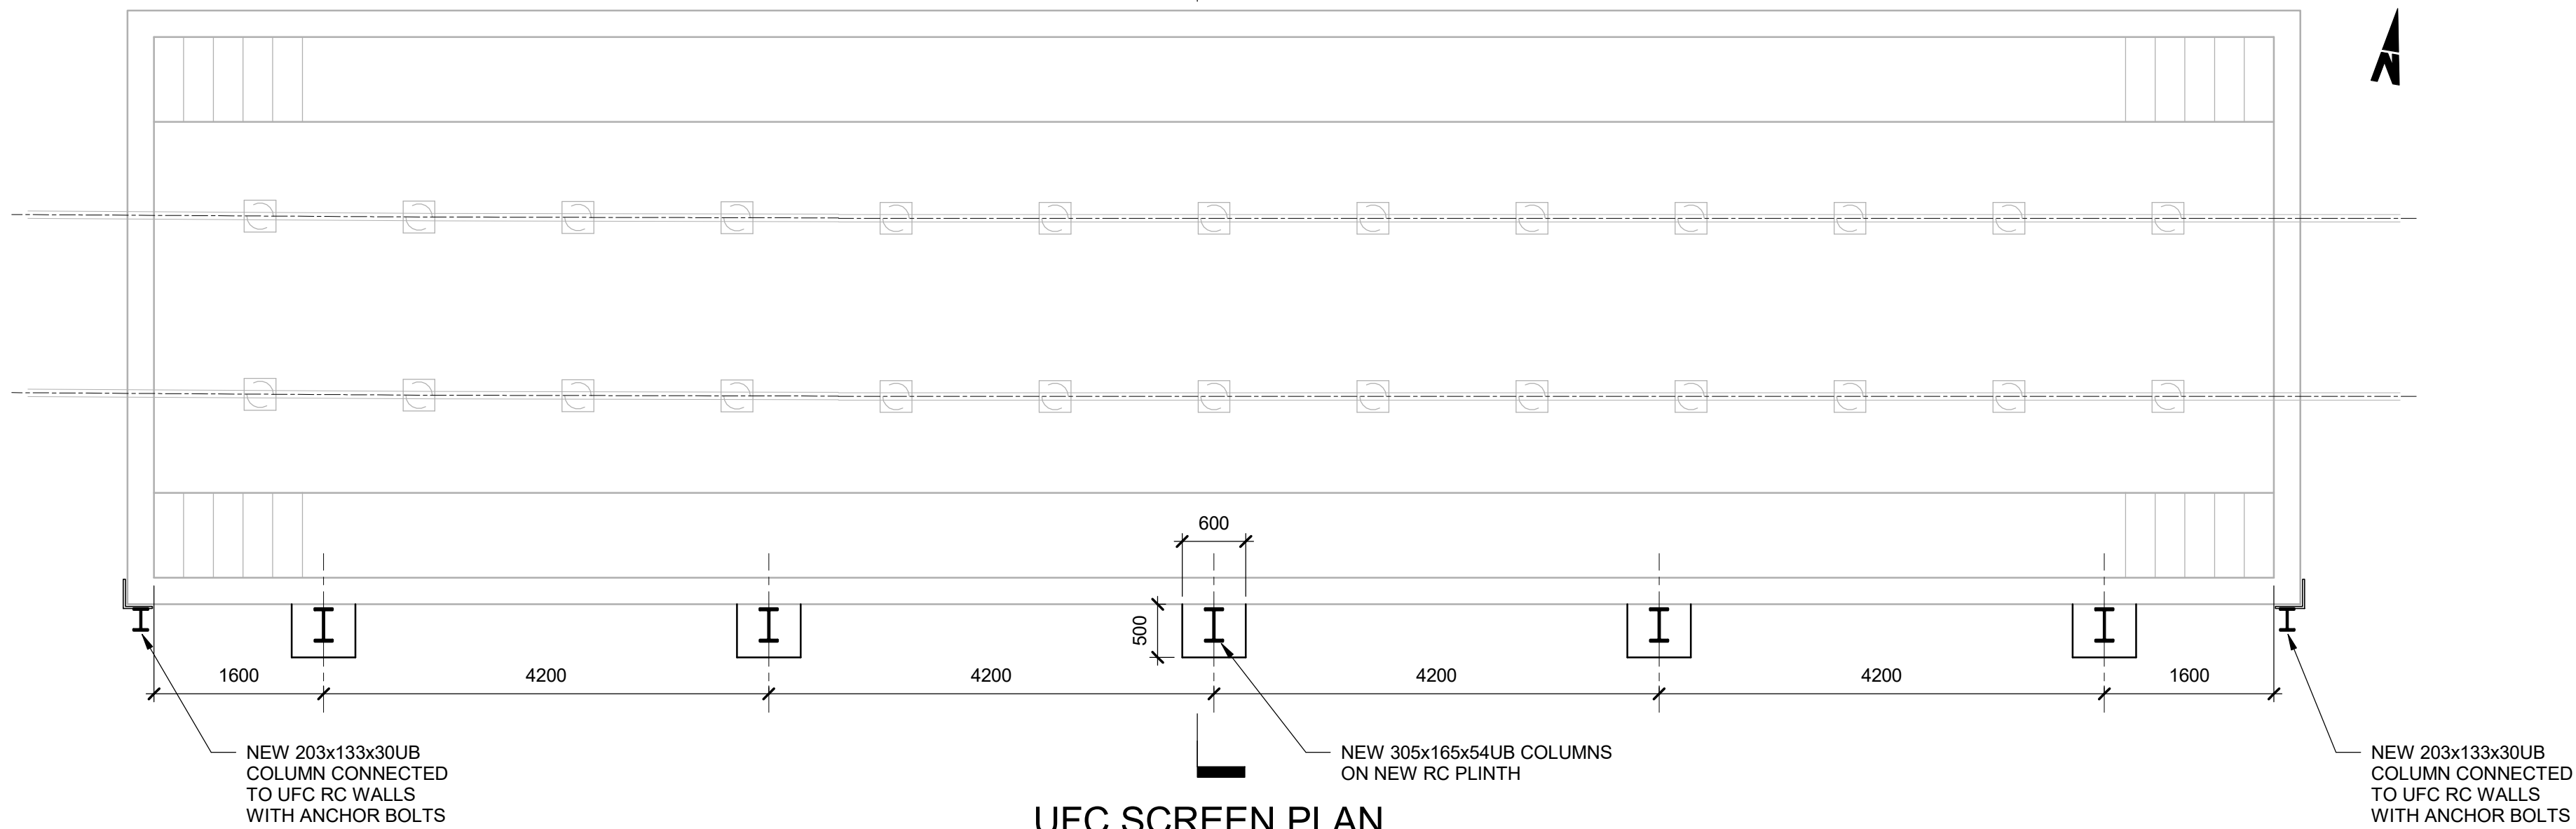 N
600
500
1600
4200
4200
4200
4200
1600
NEW 203x133x30UB
COLUMN CONNECTED
TO UFC RC WALLS
WITH ANCHOR BOLTS
NEW 305x165x54UB COLUMNS
ON NEW RC PLINTH
NEW 203x133x30UB
COLUMN CONNECTED
TO UFC RC WALLS
WITH ANCHOR BOLTS
UFC SCREEN PLAN